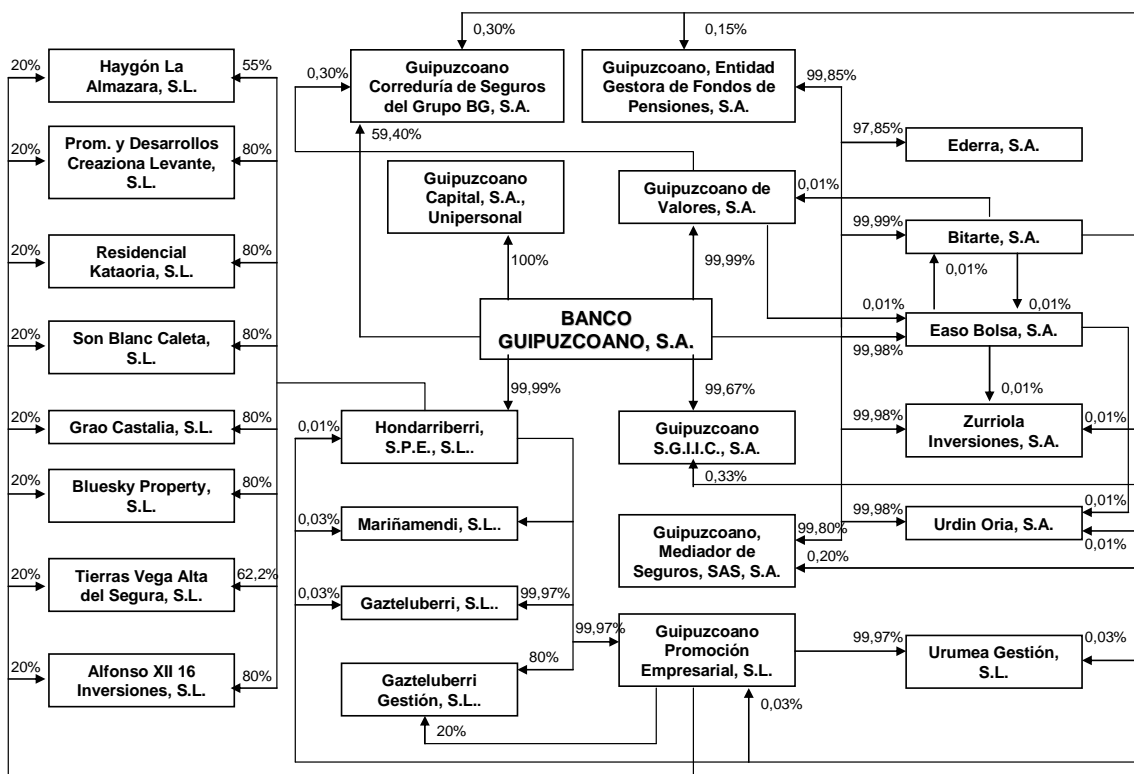 0,30%
0,15%
20%
Haygón La
Almazara, S.L.
55%
0,30%
Guipuzcoano
Correduría de Seguros
del Grupo BG, S.A.
Guipuzcoano, Entidad
Gestora de Fondos de
Pensiones, S.A.
99,85%
59,40%
97,85%
Ederra, S.A.
20%
Prom. y Desarrollos
Creaziona Levante,
S.L.
80%
Guipuzcoano
Capital, S.A.,
Unipersonal
Guipuzcoano de
Valores, S.A.
0,01%
99,99%
Bitarte, S.A.
20%
Residencial
Kataoria, S.L.
80%
100%
99,99%
0,01%
0,01%
0,01%
BANCO
GUIPUZCOANO, S.A.
Easo Bolsa, S.A.
99,98%
20%
Son Blanc Caleta,
S.L.
80%
99,99%
99,67%
0,01%
20%
Grao Castalia, S.L.
80%
0,01%
Hondarriberri,
S.P.E., S.L..
Guipuzcoano
S.G.I.I.C., S.A.
0,33%
99,98%
Zurriola
Inversiones, S.A.
0,01%
20%
Bluesky Property,
S.L.
80%
0,03%
Mariñamendi, S.L..
Guipuzcoano,
Mediador de
Seguros, SAS, S.A.
99,80%
0,20%
99,98%
Urdin Oria, S.A.
0,01%
0,01%
20%
Tierras Vega Alta
del Segura, S.L.
62,2%
0,03%
Gazteluberri, S.L..
99,97%
99,97%
Guipuzcoano
Promoción
Empresarial, S.L.
99,97%
Urumea Gestión,
S.L.
0,03%
20%
Alfonso XII 16
Inversiones, S.L.
80%
Gazteluberri
Gestión, S.L..
80%
20%
0,03%